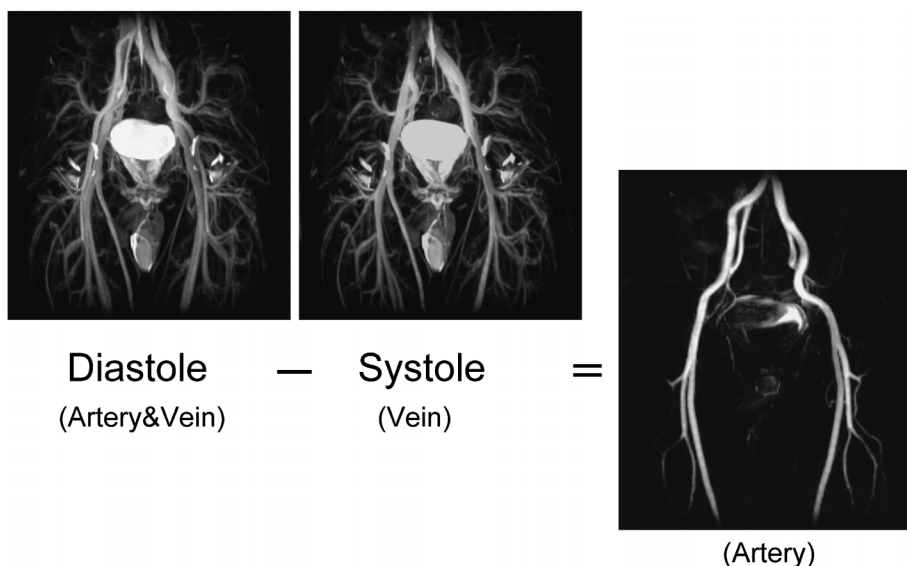 Diastole — Systole =
(Artery&Vein) (Vein)
(Artery)